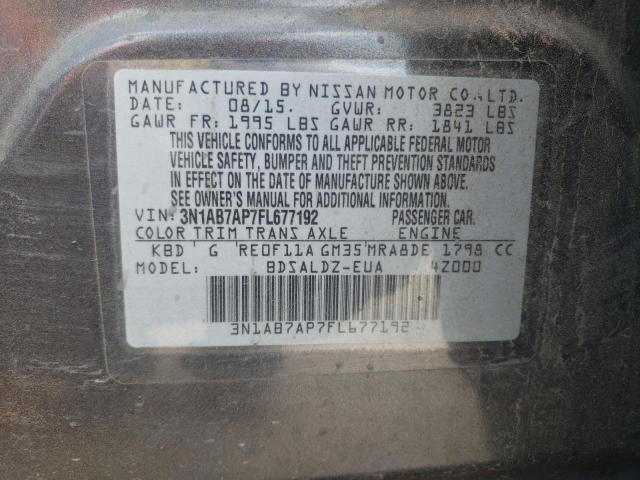 MANUFACTURED BY NISSAN MOTOR CO., LTD.
DATE: 08/15. GVWR: 3823 LBS
GAWR FR: 1995 LBS GAWR RR: 1841 LBS
THIS VEHICLE CONFORMS TO ALL APPLICABLE FEDERAL MOTOR
VEHICLE SAFETY, BUMPER AND THEFT PREVENTION STANDARDS
IN EFFECT ON THE DATE OF MANUFACTURE SHOWN ABOVE.
SEE OWNER'S MANUAL FOR ADDITIONAL INFORMATION.
VIN: 3N1AB7AP7FL677192 PASSENGER CAR.
COLOR TRIM TRANS AXLE ENGINE
KBD G RE0F11A GM35 MRA8DE 1798 CC
MODEL: BDSALDZ-EUA 4Z000
3N1AB7AP7FL677192